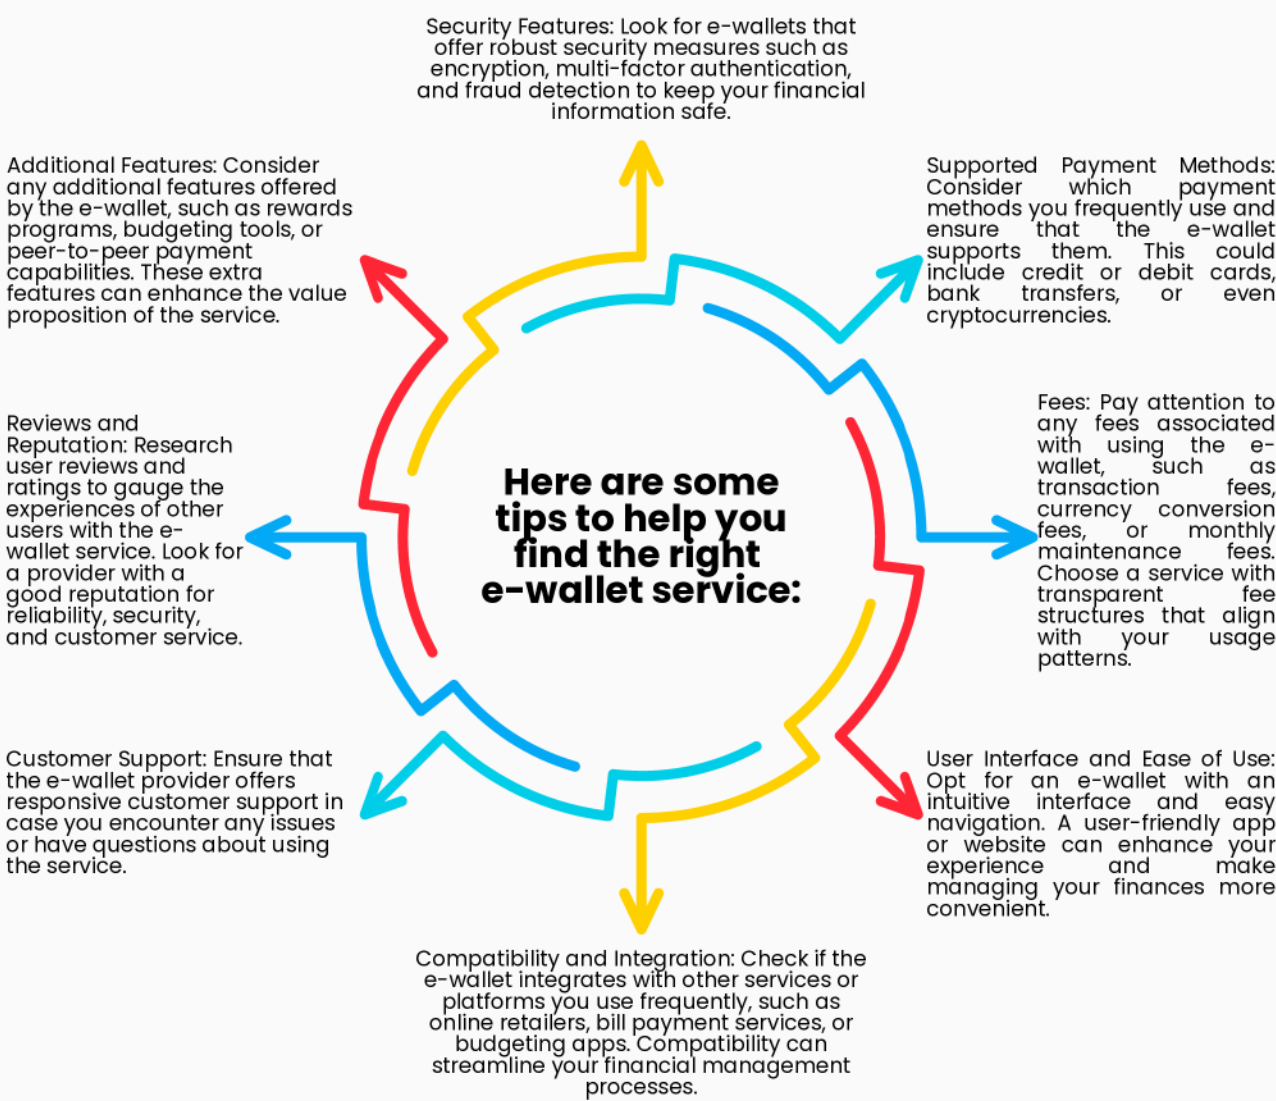 Security Features: Look for e-wallets that
offer robust security measures such as
encryption, multi-factor authentication,
and fraud detection to keep your financial
information safe.
Additional Features: Consider
any additional features offered
by the e-wallet, such as rewards
programs, budgeting tools, or
peer-to-peer payment
capabilities. These extra
features can enhance the value
proposition of the service.
Supported Payment Methods:
Consider which payment
methods you frequently use and
ensure that the e-wallet
supports them. This could
include credit or debit cards,
bank transfers, or even
cryptocurrencies.
Reviews and
Reputation: Research
user reviews and
ratings to gauge the
experiences of other
users with the e-
wallet service. Look for
a provider with a
good reputation for
reliability, security,
and customer service.
Here are some
tips to help you
find the right
e-wallet service:
Fees: Pay attention to
any fees associated
with using the e-
wallet, such as
transaction fees,
currency conversion
fees, or monthly
maintenance fees.
Choose a service with
transparent fee
structures that align
with your usage
patterns.
Customer Support: Ensure that
the e-wallet provider offers
responsive customer support in
case you encounter any issues
or have questions about using
the service.
User Interface and Ease of Use:
Opt for an e-wallet with an
intuitive interface and easy
navigation. A user-friendly app
or website can enhance your
experience and make
managing your finances more
convenient.
Compatibility and Integration: Check if the
e-wallet integrates with other services or
platforms you use frequently, such as
online retailers, bill payment services, or
budgeting apps. Compatibility can
streamline your financial management
processes.